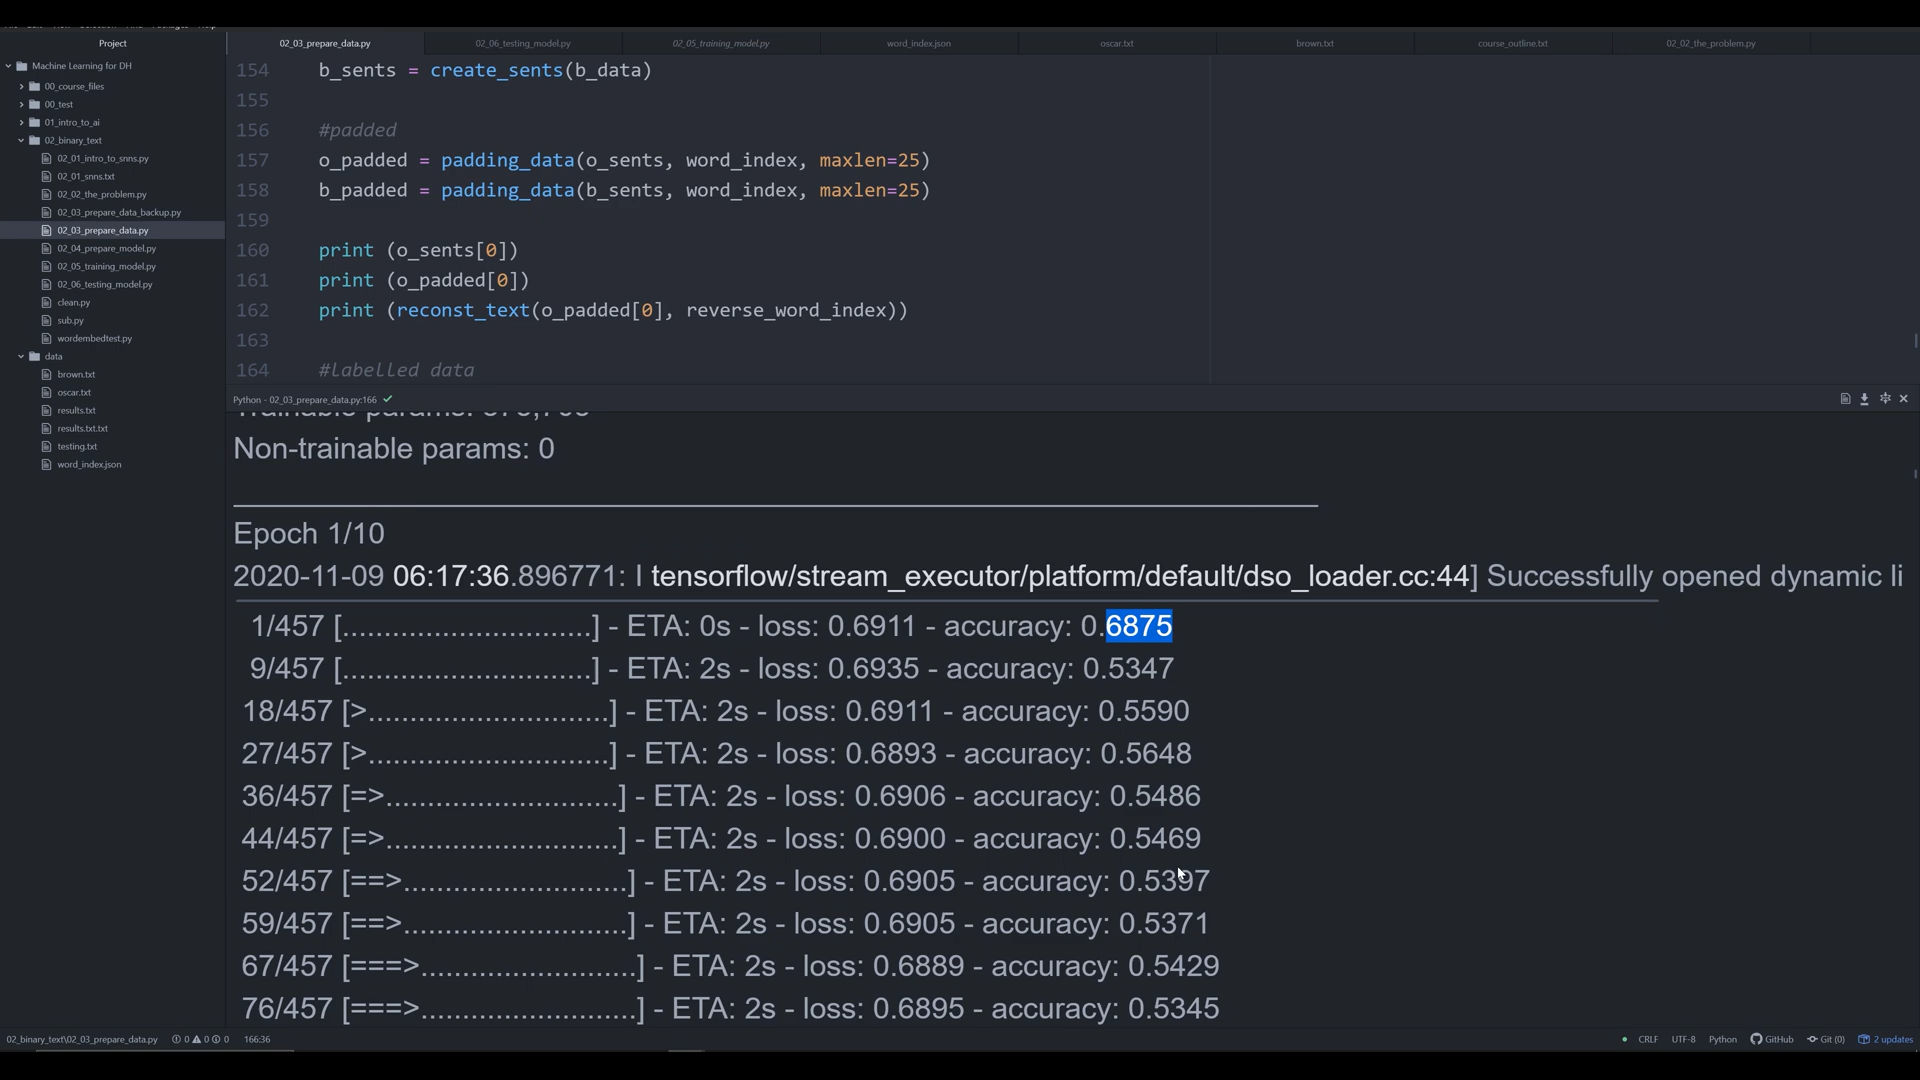 Project
Machine Learning for DH
00_course_files
00_test
01_intro_to_ai
02_binary_text
02_01_intro_to_snns.py
02_01_snns.txt
02_02_the_problem.py
02_03_prepare_data_backup.py
02_03_prepare_data.py
02_04_prepare_model.py
02_05_training_model.py
02_06_testing_model.py
clean.py
sub.py
wordembedtest.py
data
brown.txt
oscar.txt
results.txt
results.txt.txt
testing.txt
word_index.json
02_03_prepare_data.py 02_06_testing_model.py 02_05_training_model.py word_index.json oscar.txt brown.txt course_outline.txt 02_02_the_problem.py
154 b_sents = create_sents(b_data)
155
156 #padded
157 o_padded = padding_data(o_sents, word_index, maxlen=25)
158 b_padded = padding_data(b_sents, word_index, maxlen=25)
159
160 print (o_sents[0])
161 print (o_padded[0])
162 print (reconst_text(o_padded[0], reverse_word_index))
163
164 #labelled data
Python - 02_03_prepare_data.py:166
Non-trainable params: 0
Epoch 1/10
2020-11-09 06:17:36.896771: I tensorflow/stream_executor/platform/default/dso_loader.cc:44] Successfully opened dynamic li
1/457 [..............................] - ETA: 0s - loss: 0.6911 - accuracy: 0.6875
9/457 [..............................] - ETA: 2s - loss: 0.6935 - accuracy: 0.5347
18/457 [>.............................] - ETA: 2s - loss: 0.6911 - accuracy: 0.5590
27/457 [>.............................] - ETA: 2s - loss: 0.6893 - accuracy: 0.5648
36/457 [=>............................] - ETA: 2s - loss: 0.6906 - accuracy: 0.5486
44/457 [=>............................] - ETA: 2s - loss: 0.6900 - accuracy: 0.5469
52/457 [==>...........................] - ETA: 2s - loss: 0.6905 - accuracy: 0.5397
59/457 [==>...........................] - ETA: 2s - loss: 0.6905 - accuracy: 0.5371
67/457 [===>..........................] - ETA: 2s - loss: 0.6889 - accuracy: 0.5429
76/457 [===>..........................] - ETA: 2s - loss: 0.6895 - accuracy: 0.5345
02_binary_text\02_03_prepare_data.py 0 0 0 166:36 CRLF UTF-8 Python GitHub Git (0) 2 updates